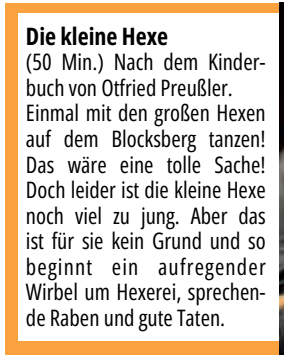 Die kleine Hexe
(50 Min.) Nach dem Kinder-
buch von Otfried Preußler.
Einmal mit den großen Hexen
auf dem Blocksberg tanzen!
Das wäre eine tolle Sache!
Doch leider ist die kleine Hexe
noch viel zu jung. Aber das
ist für sie kein Grund und so
beginnt ein aufregender
Wirbel um Hexerei, sprechen-
de Raben und gute Taten.